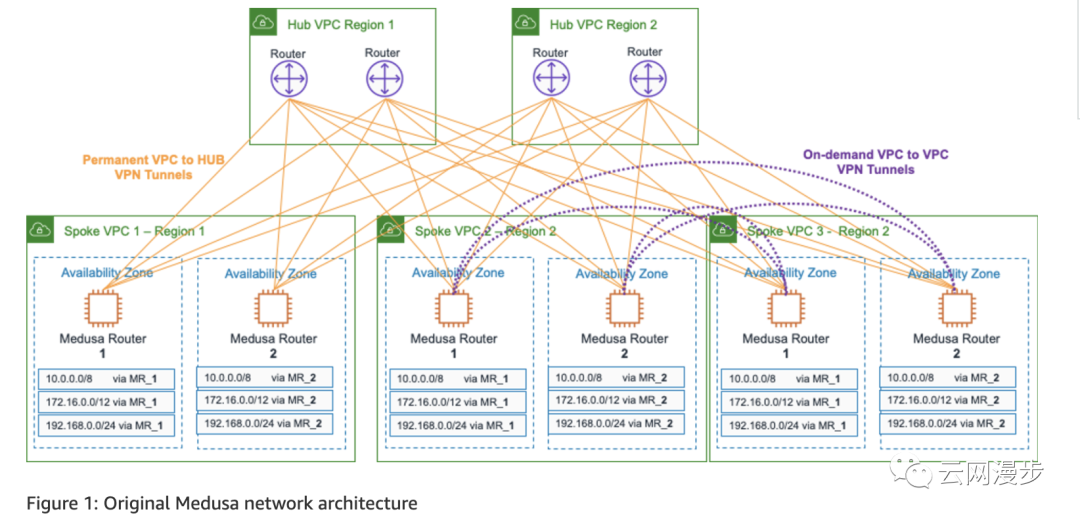 Hub VPC Region 1
Hub VPC Region 2
Router
Router
Router
Router
Permanent VPC to HUB
VPN Tunnels
On-demand VPC to VPC
VPN Tunnels
Spoke VPC 1 – Region 1
Spoke VPC 2 – Region 2
Spoke VPC 3 - Region 2
Availability Zone
Availability Zone
Availability Zone
Availability Zone
Availability Zone
Availability Zone
Medusa Router
1
Medusa Router
2
Medusa Router
1
Medusa Router
2
Medusa Router
1
Medusa Router
2
10.0.0.0/8 via MR_1
172.16.0.0/12 via MR_1
192.168.0.0/24 via MR_1
10.0.0.0/8 via MR_2
172.16.0.0/12 via MR_2
192.168.0.0/24 via MR_2
10.0.0.0/8 via MR_1
172.16.0.0/12 via MR_1
192.168.0.0/24 via MR_1
10.0.0.0/8 via MR_2
172.16.0.0/12 via MR_2
192.168.0.0/24 via MR_2
10.0.0.0/8 via MR_1
172.16.0.0/12 via MR_1
192.168.0.0/24 via MR_1
10.0.0.0/8 via MR_2
172.16.0.0/12 via MR_2
192.168.0.0/24 via MR_2
云网漫步
Figure 1: Original Medusa network architecture